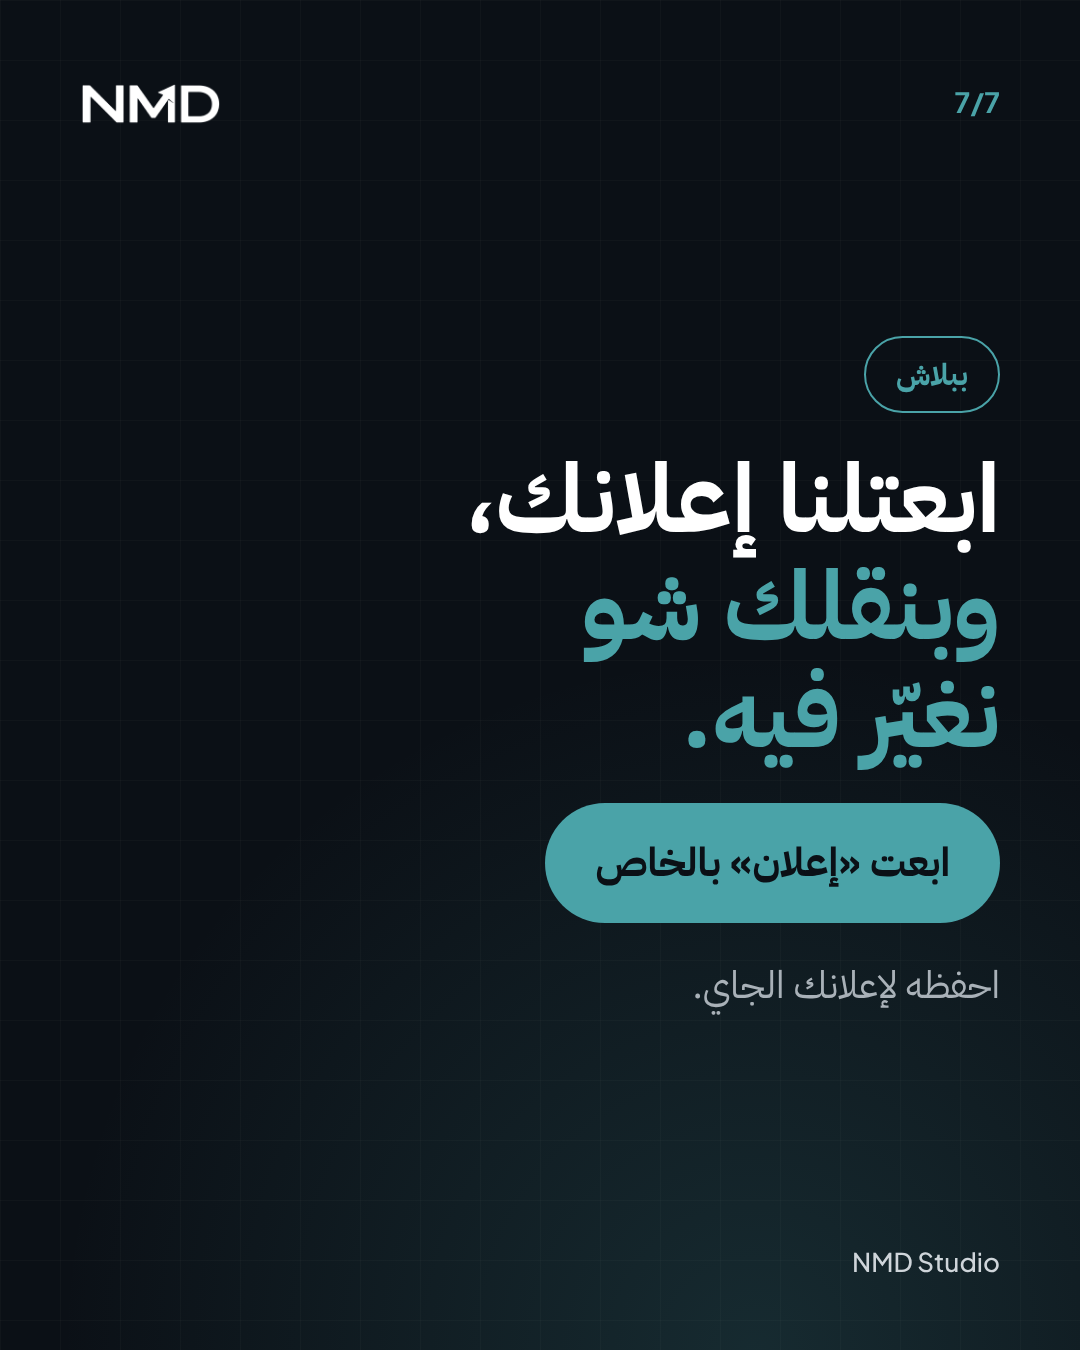 NMD
7/7
ببلاش
ابعتلنا إعلانك،
وبنقلك شو
نغيّر فيه.
ابعت «إعلان» بالخاص
احفظه لإعلانك الجاي.
NMD Studio